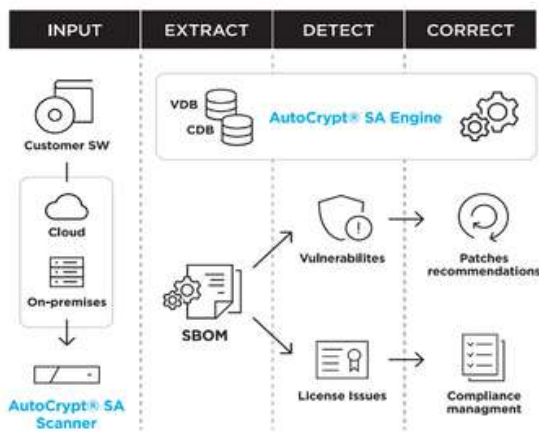 INPUT
EXTRACT
DETECT
CORRECT
Customer SW
Cloud
On-premises
AutoCrypt® SA
Scanner
VDB
CDB
AutoCrypt® SA Engine
SBOM
Vulnerabilites
Patches
recommendations
License Issues
Compliance
managment